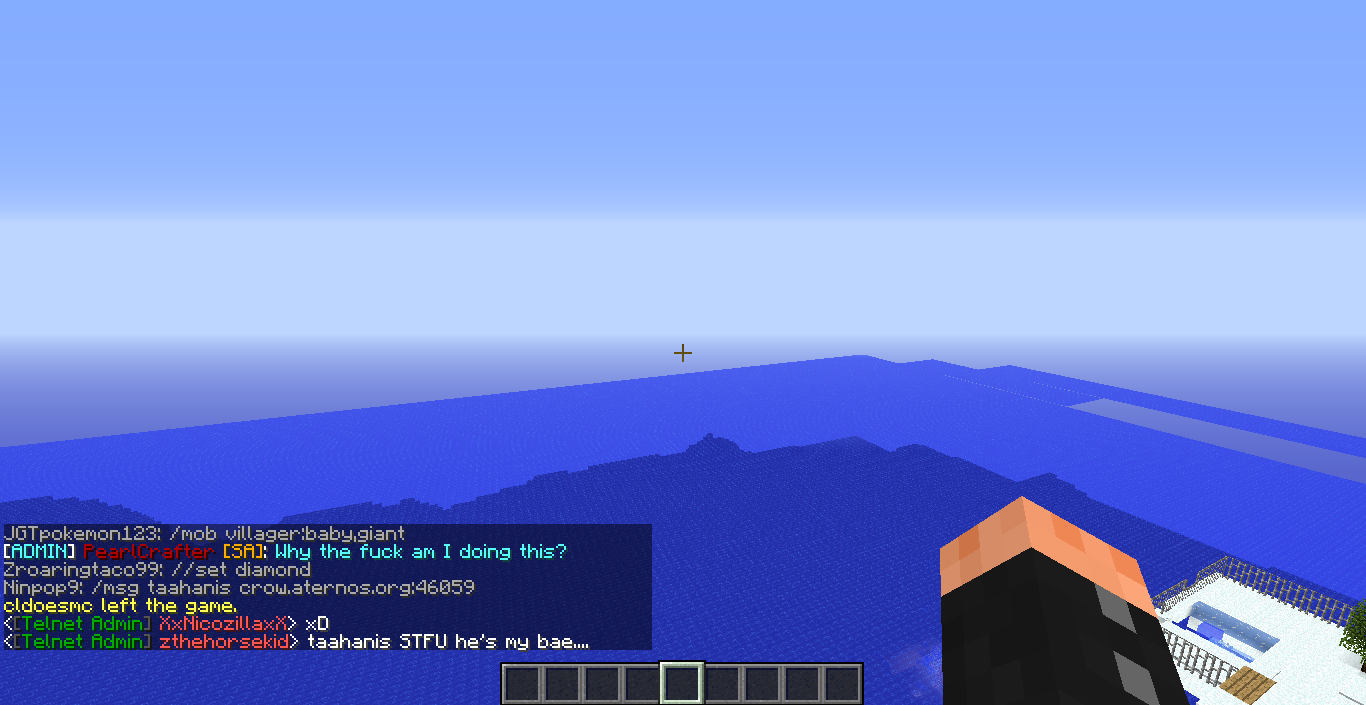 JGTpokemon123: /mob villager:baby,giant
[ADMIN] PearlCrafter [SA]: Why the fuck am I doing this?
Zroaringtaco99: //set diamond
Ninpop9: /msg taahanis crow.aternos.org:46059
cldoesmc left the game.
<[Telnet Admin] XxNicozillaxX> xD
<[Telnet Admin] zthehorsekid> taahanis STFU he's my bae....